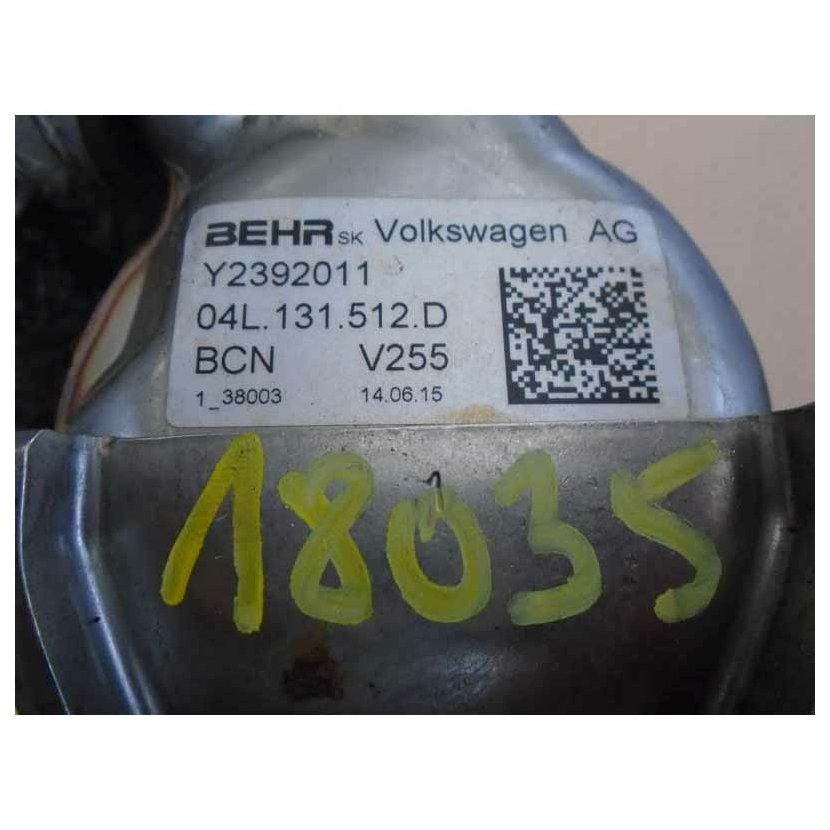 BEHR SK Volkswagen AG
Y2392011
04L.131.512.D
BCN V255
1_38003 14.06.15
18035